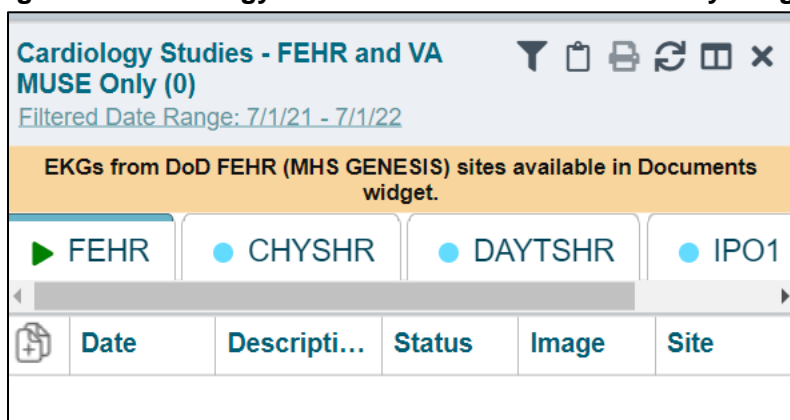 Cardiology Studies - FEHR and VA
MUSE Only (0)
Filtered Date Range: 7/1/21 - 7/1/22
EKGs from DoD FEHR (MHS GENESIS) sites available in Documents
widget.
FEHR CHYSHR DAYTSHR IPO1
Date Descripti... Status Image Site